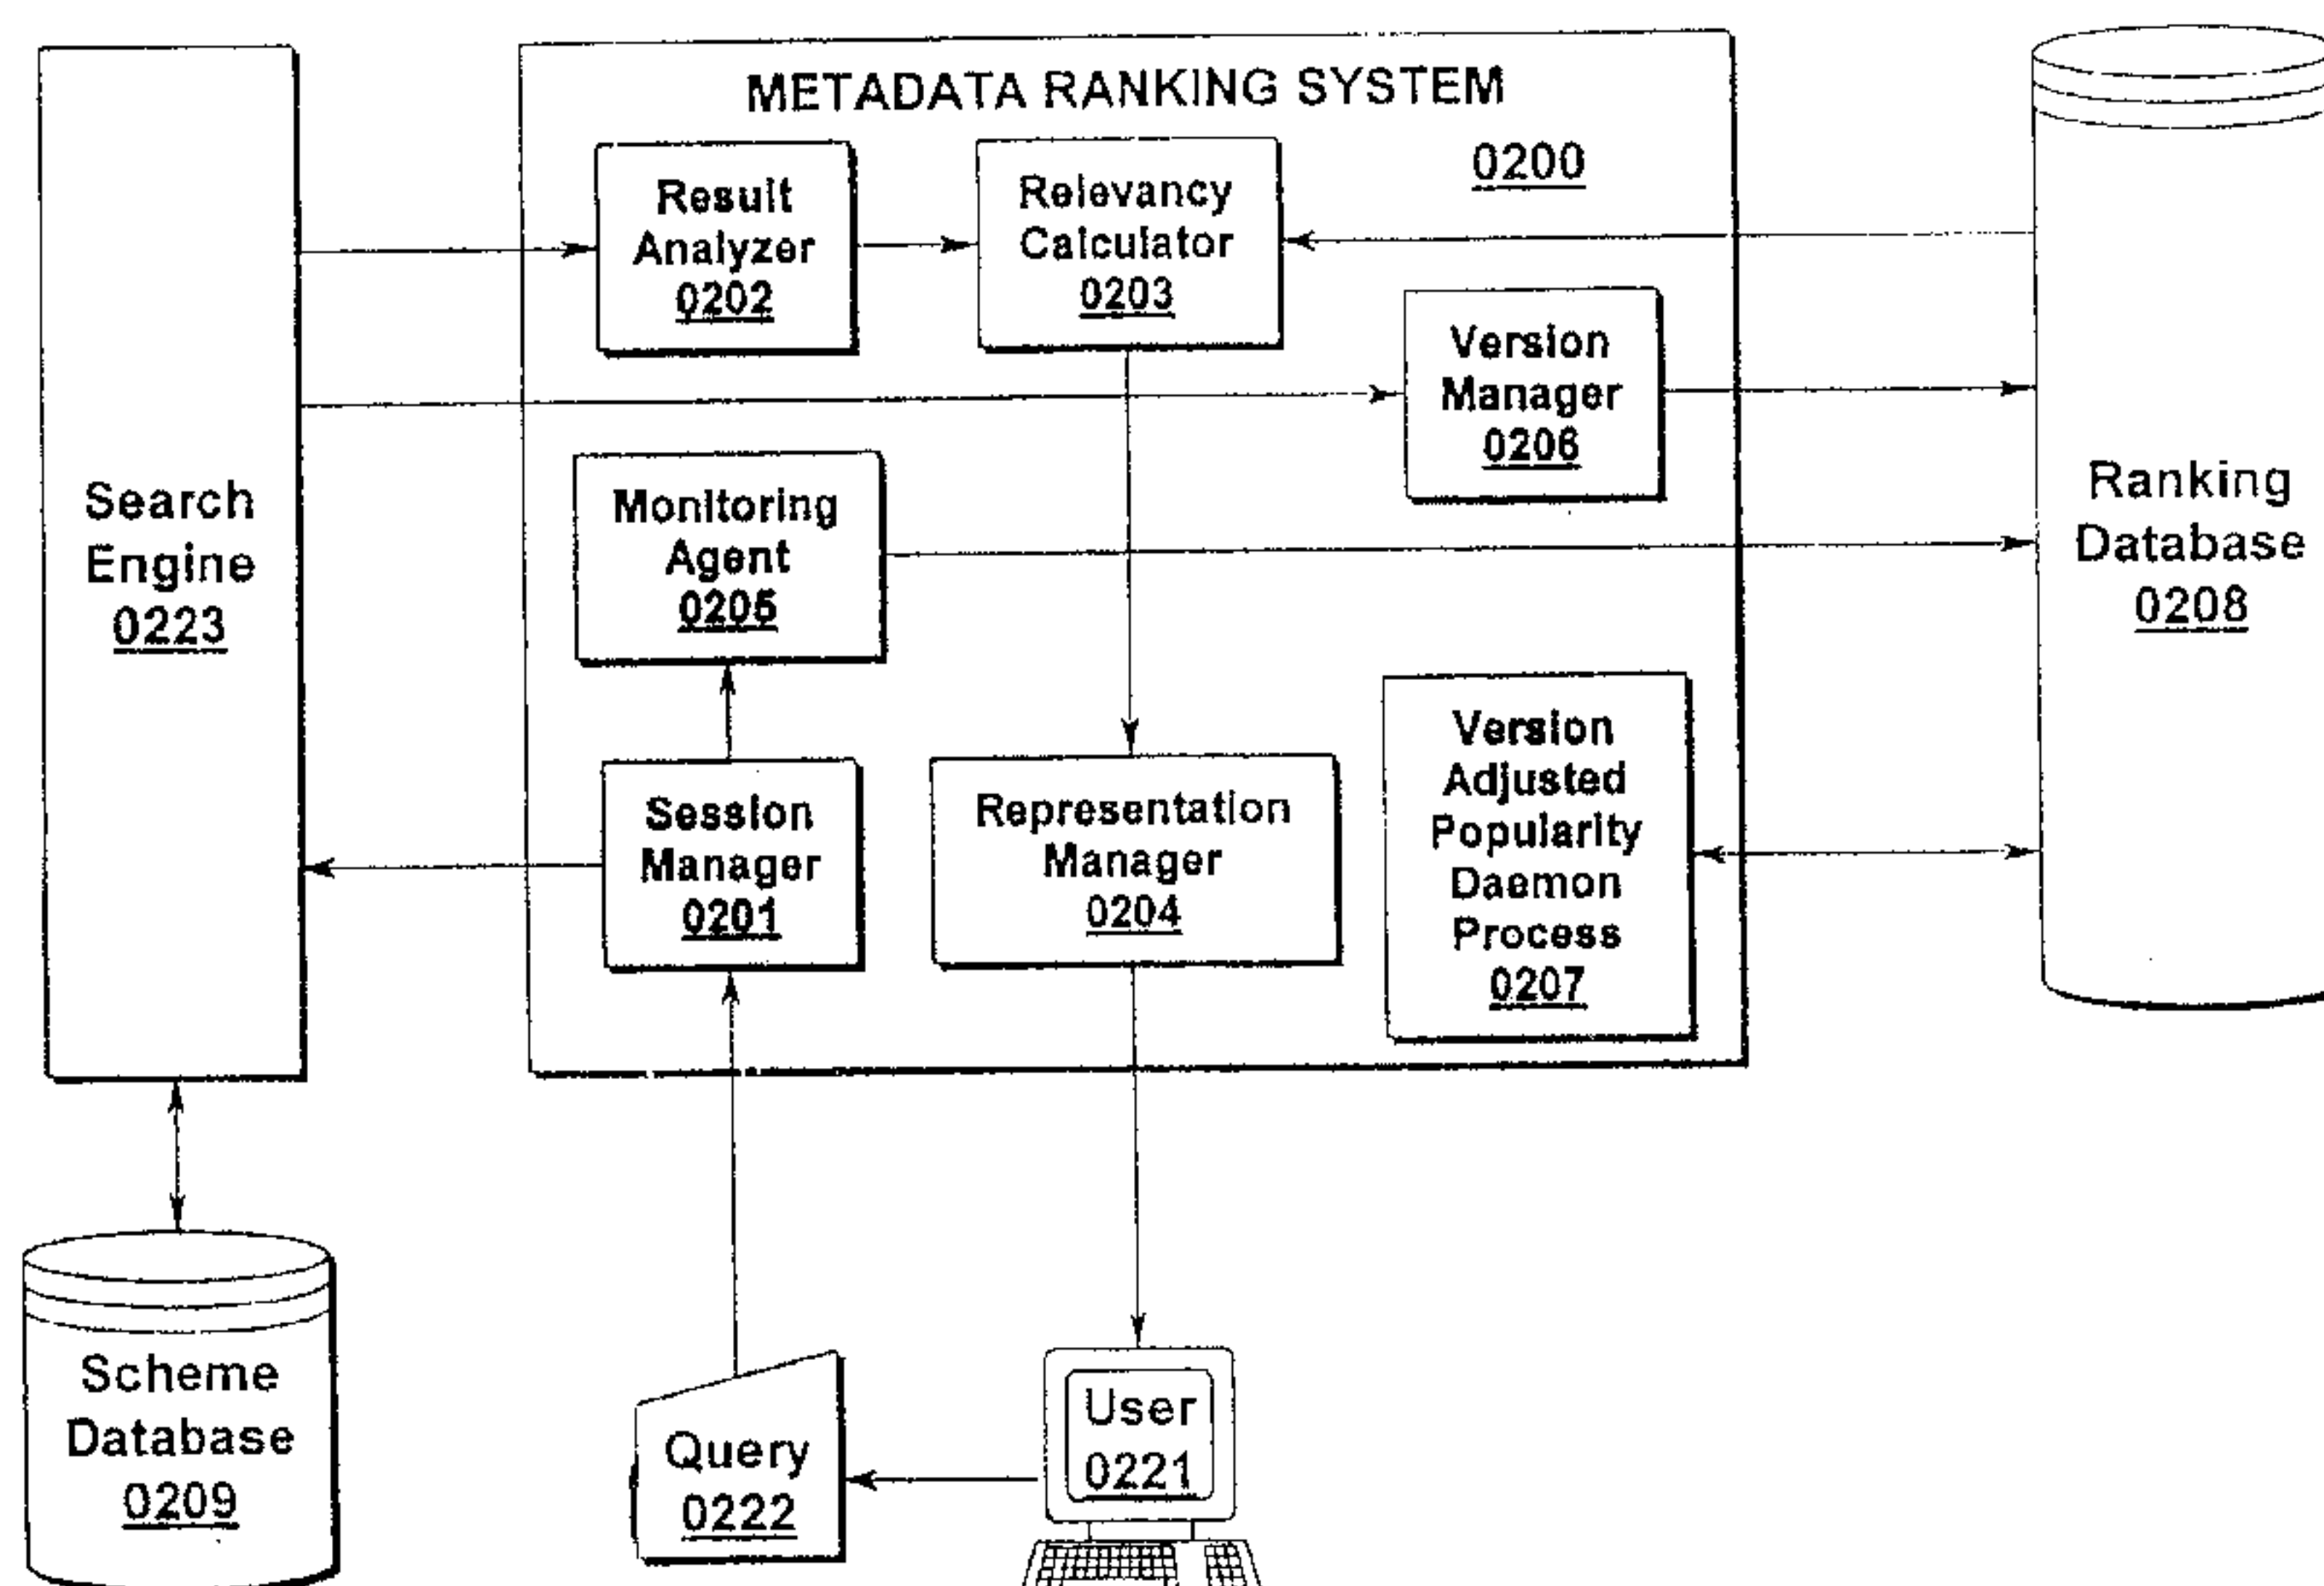 METADATA RANKING SYSTEM
0200
Result
Analyzer
0202
Relevancy
Calculator
0203
Version
Manager
0206
Search
Engine
0223
Monitoring
Agent
0205
Ranking
Database
0208
Session
Manager
0201
Representation
Manager
0204
Version
Adjusted
Popularity
Daemon
Process
0207
Scheme
Database
0209
Query
0222
User
0221